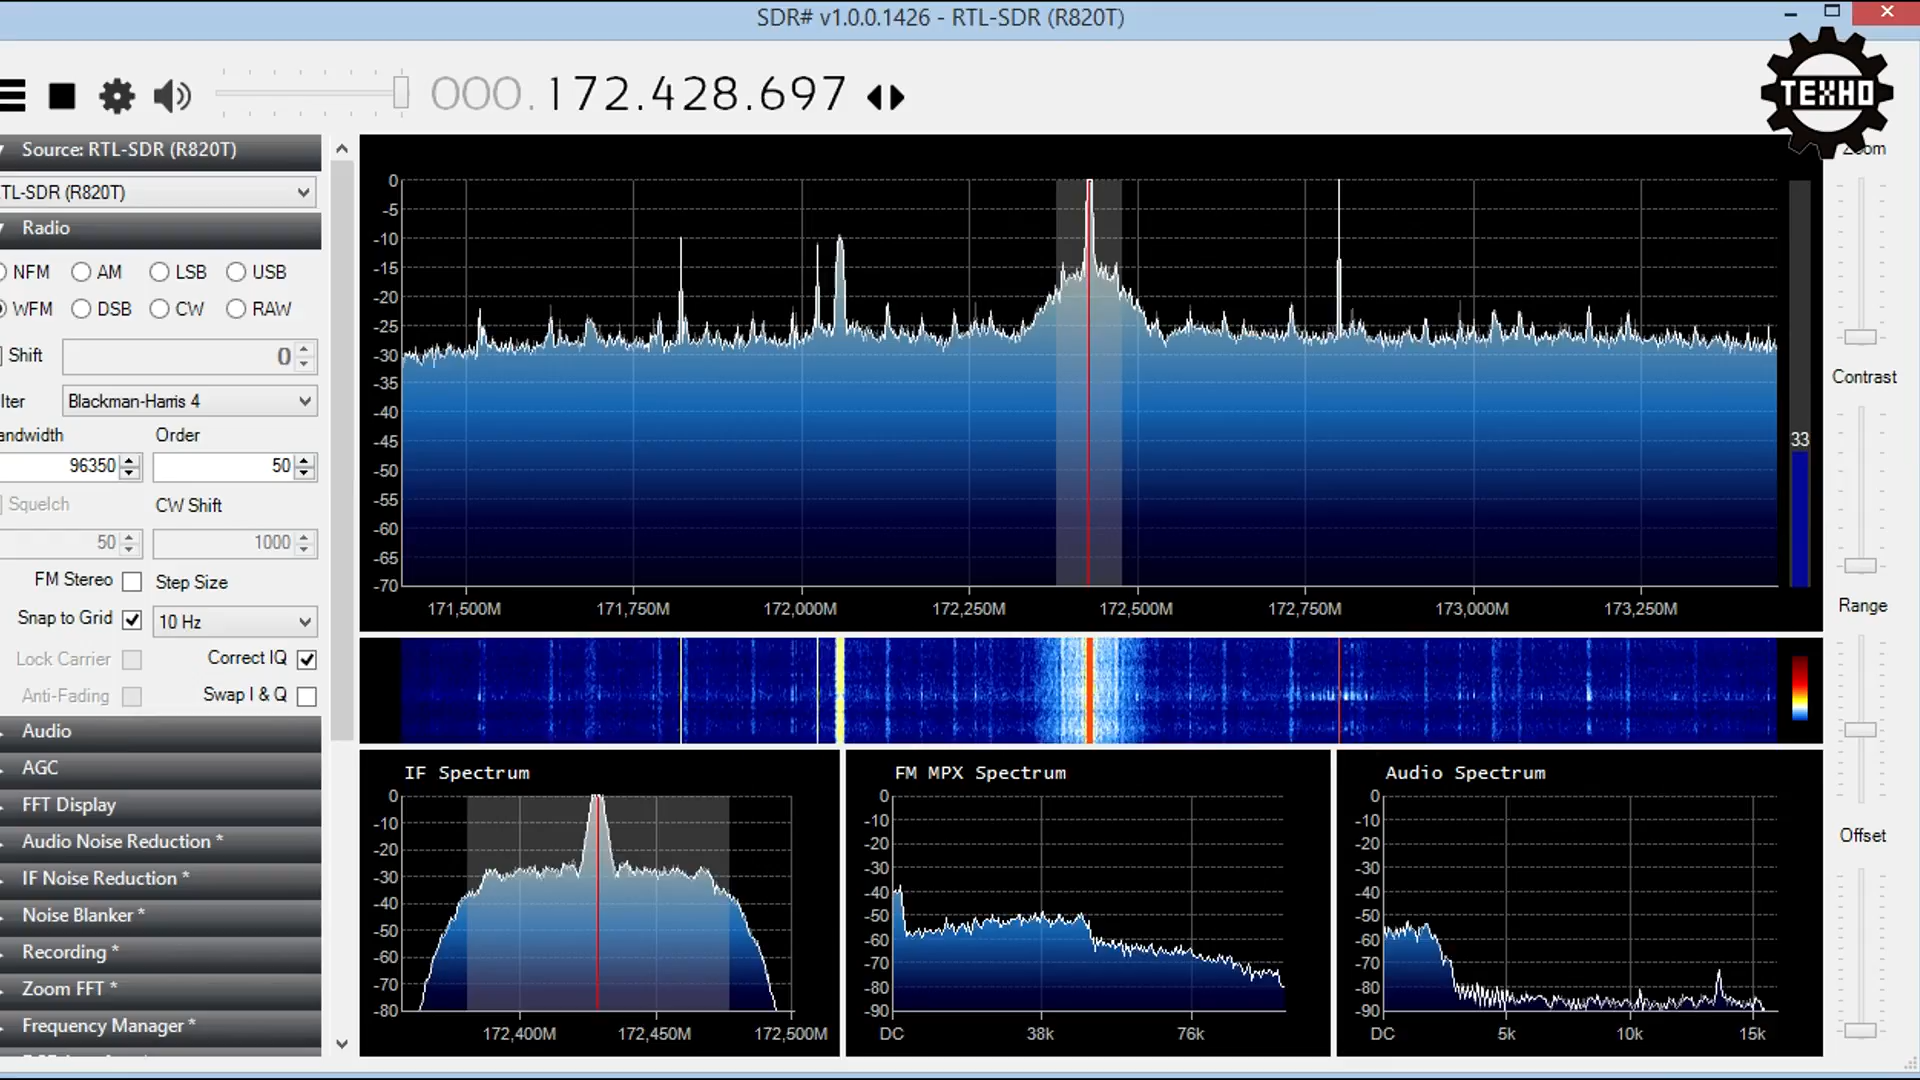 SDR# v1.0.0.1426 - RTL-SDR (R820T)
000.172.428.697
ТЕХНО
Source: RTL-SDR (R820T)
TL-SDR (R820T)
Radio
NFM AM LSB USB
WFM DSB CW RAW
Shift 0
lter Blackman-Harris 4
andwidth Order
96350 50
Squelch CW Shift
50 1000
FM Stereo Step Size
Snap to Grid 10 Hz
Lock Carrier Correct IQ
Anti-Fading Swap I & Q
Audio
AGC
FFT Display
Audio Noise Reduction *
IF Noise Reduction *
Noise Blanker *
Recording *
Zoom FFT *
Frequency Manager *
0
-5
-10
-15
-20
-25
-30
-35
-40
-45
-50
-55
-60
-65
-70
171,500M 171,750M 172,000M 172,250M 172,500M 172,750M 173,000M 173,250M
33
Zoom
Contrast
Range
Offset
IF Spectrum
0
-10
-20
-30
-40
-50
-60
-70
-80
172,400M 172,450M 172,500M
FM MPX Spectrum
0
-10
-20
-30
-40
-50
-60
-70
-80
-90
DC 38k 76k
Audio Spectrum
0
-10
-20
-30
-40
-50
-60
-70
-80
-90
DC 5k 10k 15k